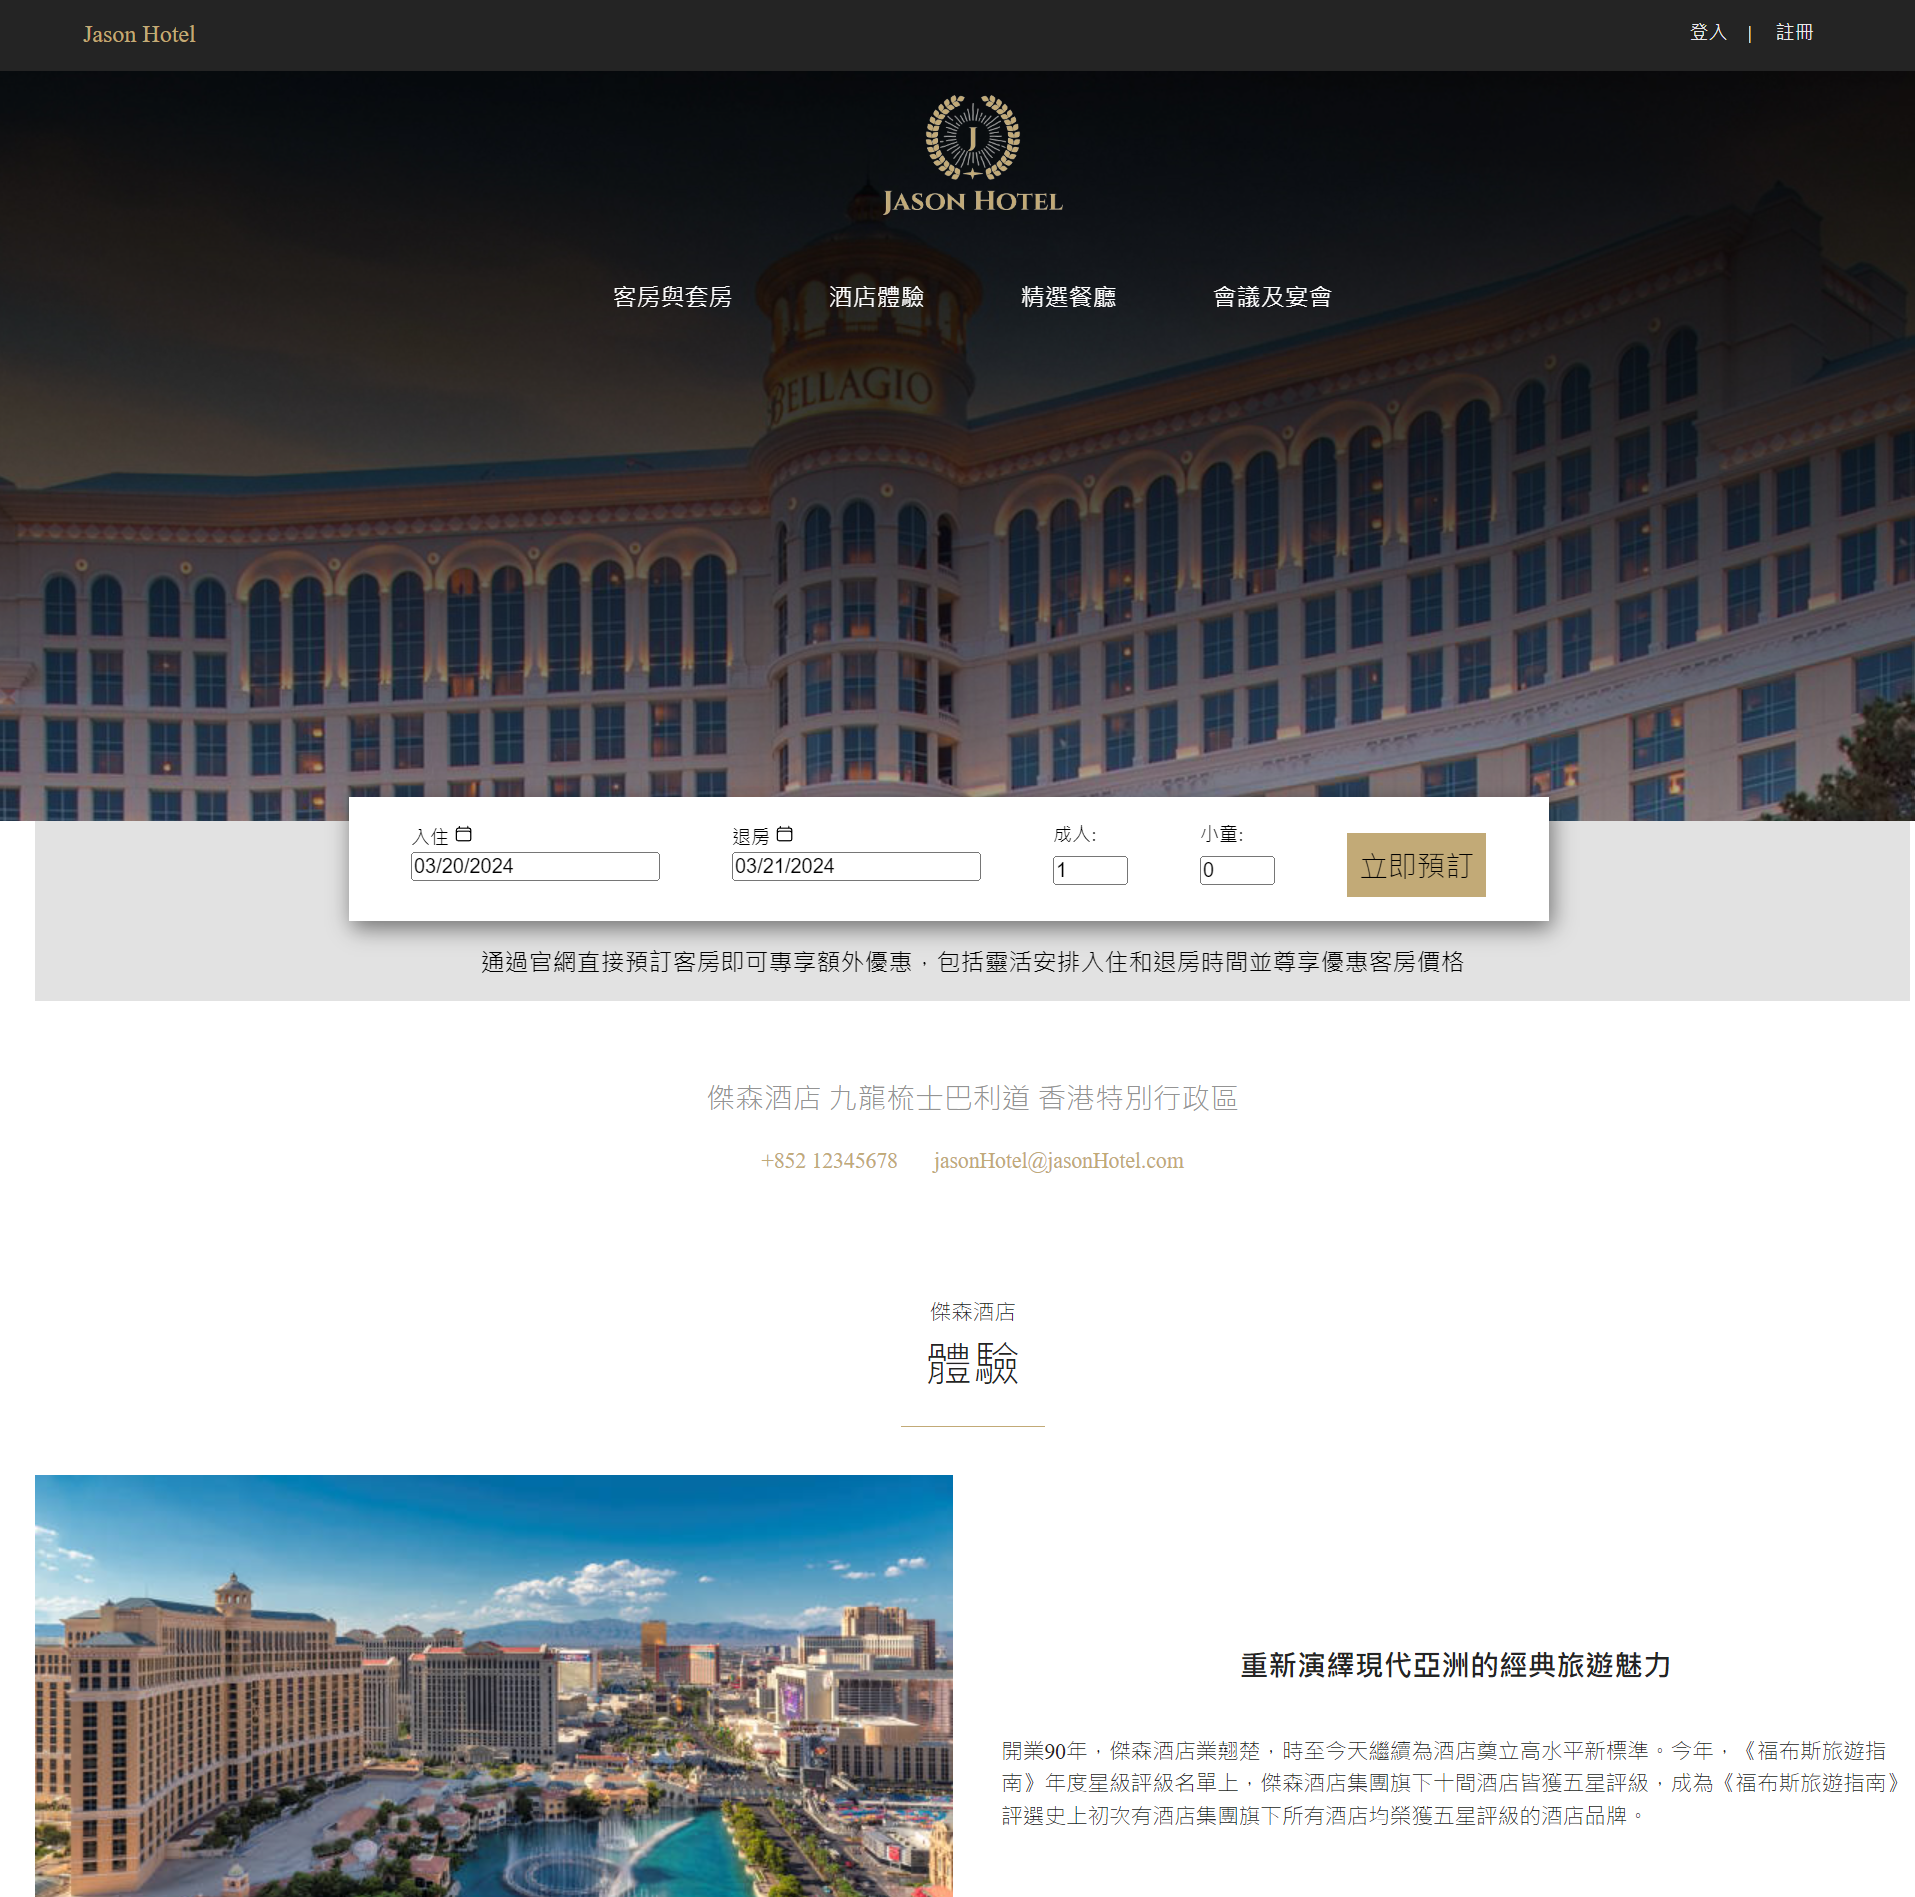 Jason Hotel
登入 | 註冊
J
JASON HOTEL
客房與套房 酒店體驗 精選餐廳 會議及宴會
BELLAGIO
入住 退房 成人: 小童:
03/20/2024 03/21/2024 1 0 立即預訂
通過官網直接預訂客房即可專享額外優惠，包括靈活安排入住和退房時間並尊享優惠客房價格
傑森酒店 九龍梳士巴利道 香港特別行政區
+852 12345678 jasonHotel@jasonHotel.com
傑森酒店
體驗
重新演繹現代亞洲的經典旅遊魅力
開業90年，傑森酒店業翹楚，時至今天繼續為酒店奠立高水平新標準。今年，《福布斯旅遊指
南》年度星級評級名單上，傑森酒店集團旗下十間酒店皆獲五星評級，成為《福布斯旅遊指南》
評選史上初次有酒店集團旗下所有酒店均榮獲五星評級的酒店品牌。